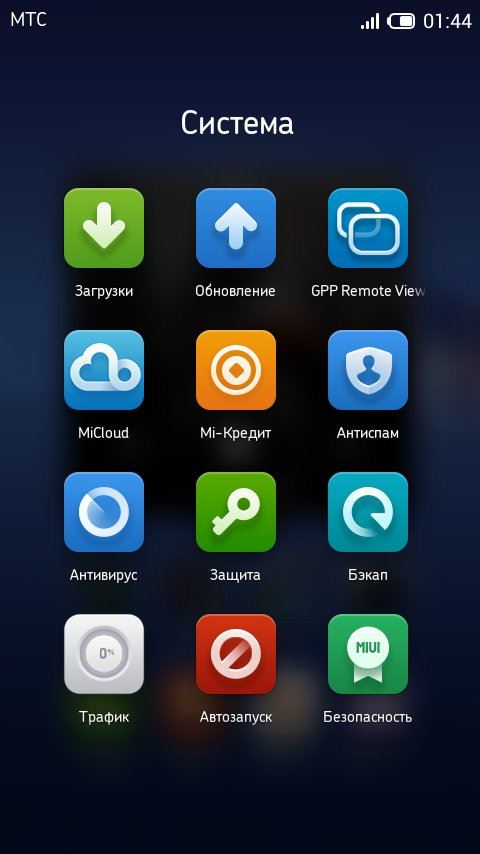 МТС 01:44
Система
Загрузки Обновление GPP Remote View
MiCloud Mi-Кредит Антиспам
Антивирус Защита Бэкап
0%
MIUI
Трафик Автозапуск Безопасность